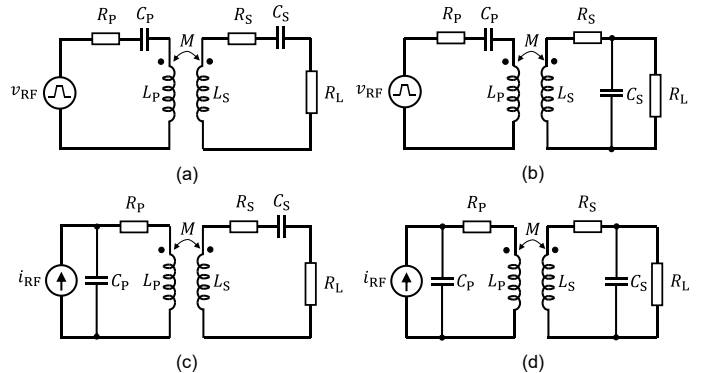 R_P C_P M R_S C_S
v_RF L_P L_S R_L
(a)
R_P C_P M R_S
v_RF L_P L_S C_S R_L
(b)
R_P M R_S C_S
i_RF C_P L_P L_S R_L
(c)
R_P M R_S
i_RF C_P L_P L_S C_S R_L
(d)